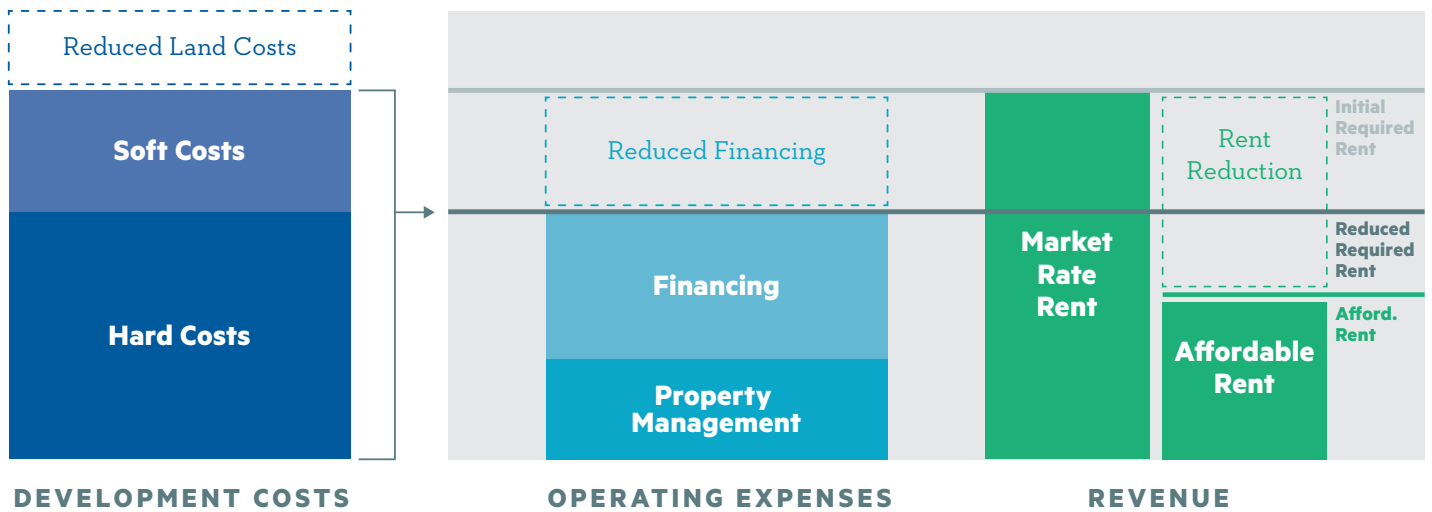 Reduced Land Costs
Soft Costs
Hard Costs
DEVELOPMENT COSTS
Reduced Financing
Financing
Property
Management
OPERATING EXPENSES
Market
Rate
Rent
Rent
Reduction
Affordable
Rent
Initial
Required
Rent
Reduced
Required
Rent
Afford.
Rent
REVENUE